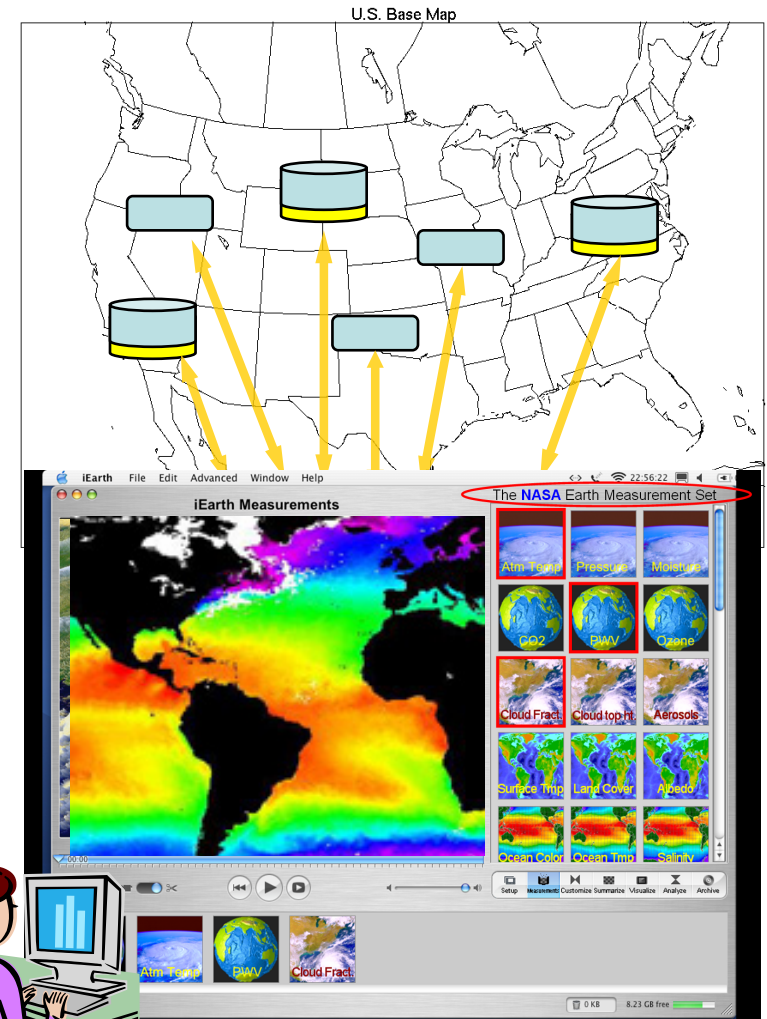 U.S. Base Map
iEarth File Edit Advanced Window Help 22:56:22
iEarth Measurements
The NASA Earth Measurement Set
Atm Temp Pressure Moisture
CO2 PWV Ozone
Cloud Fract. Cloud top ht. Aerosols
Surface Tmp Land Cover Albedo
Ocean Color Ocean Tmp Salinity
00:00
Setup Measurements Customize Summarize Visualize Analyze Archive
Atm Temp PWV Cloud Fract.
0 KB 8.23 GB free